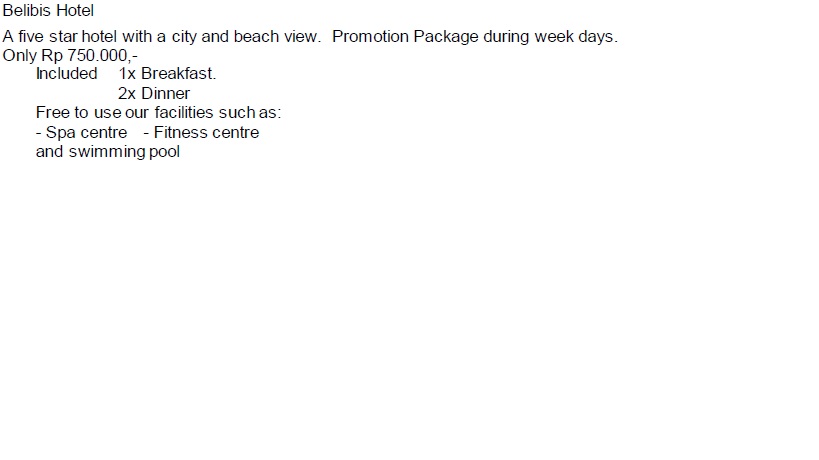 Belibis Hotel
A five star hotel with a city and beach view. Promotion Package during week days.
Only Rp 750.000,-
Included 1x Breakfast.
2x Dinner
Free to use our facilities such as:
- Spa centre - Fitness centre
and swimming pool